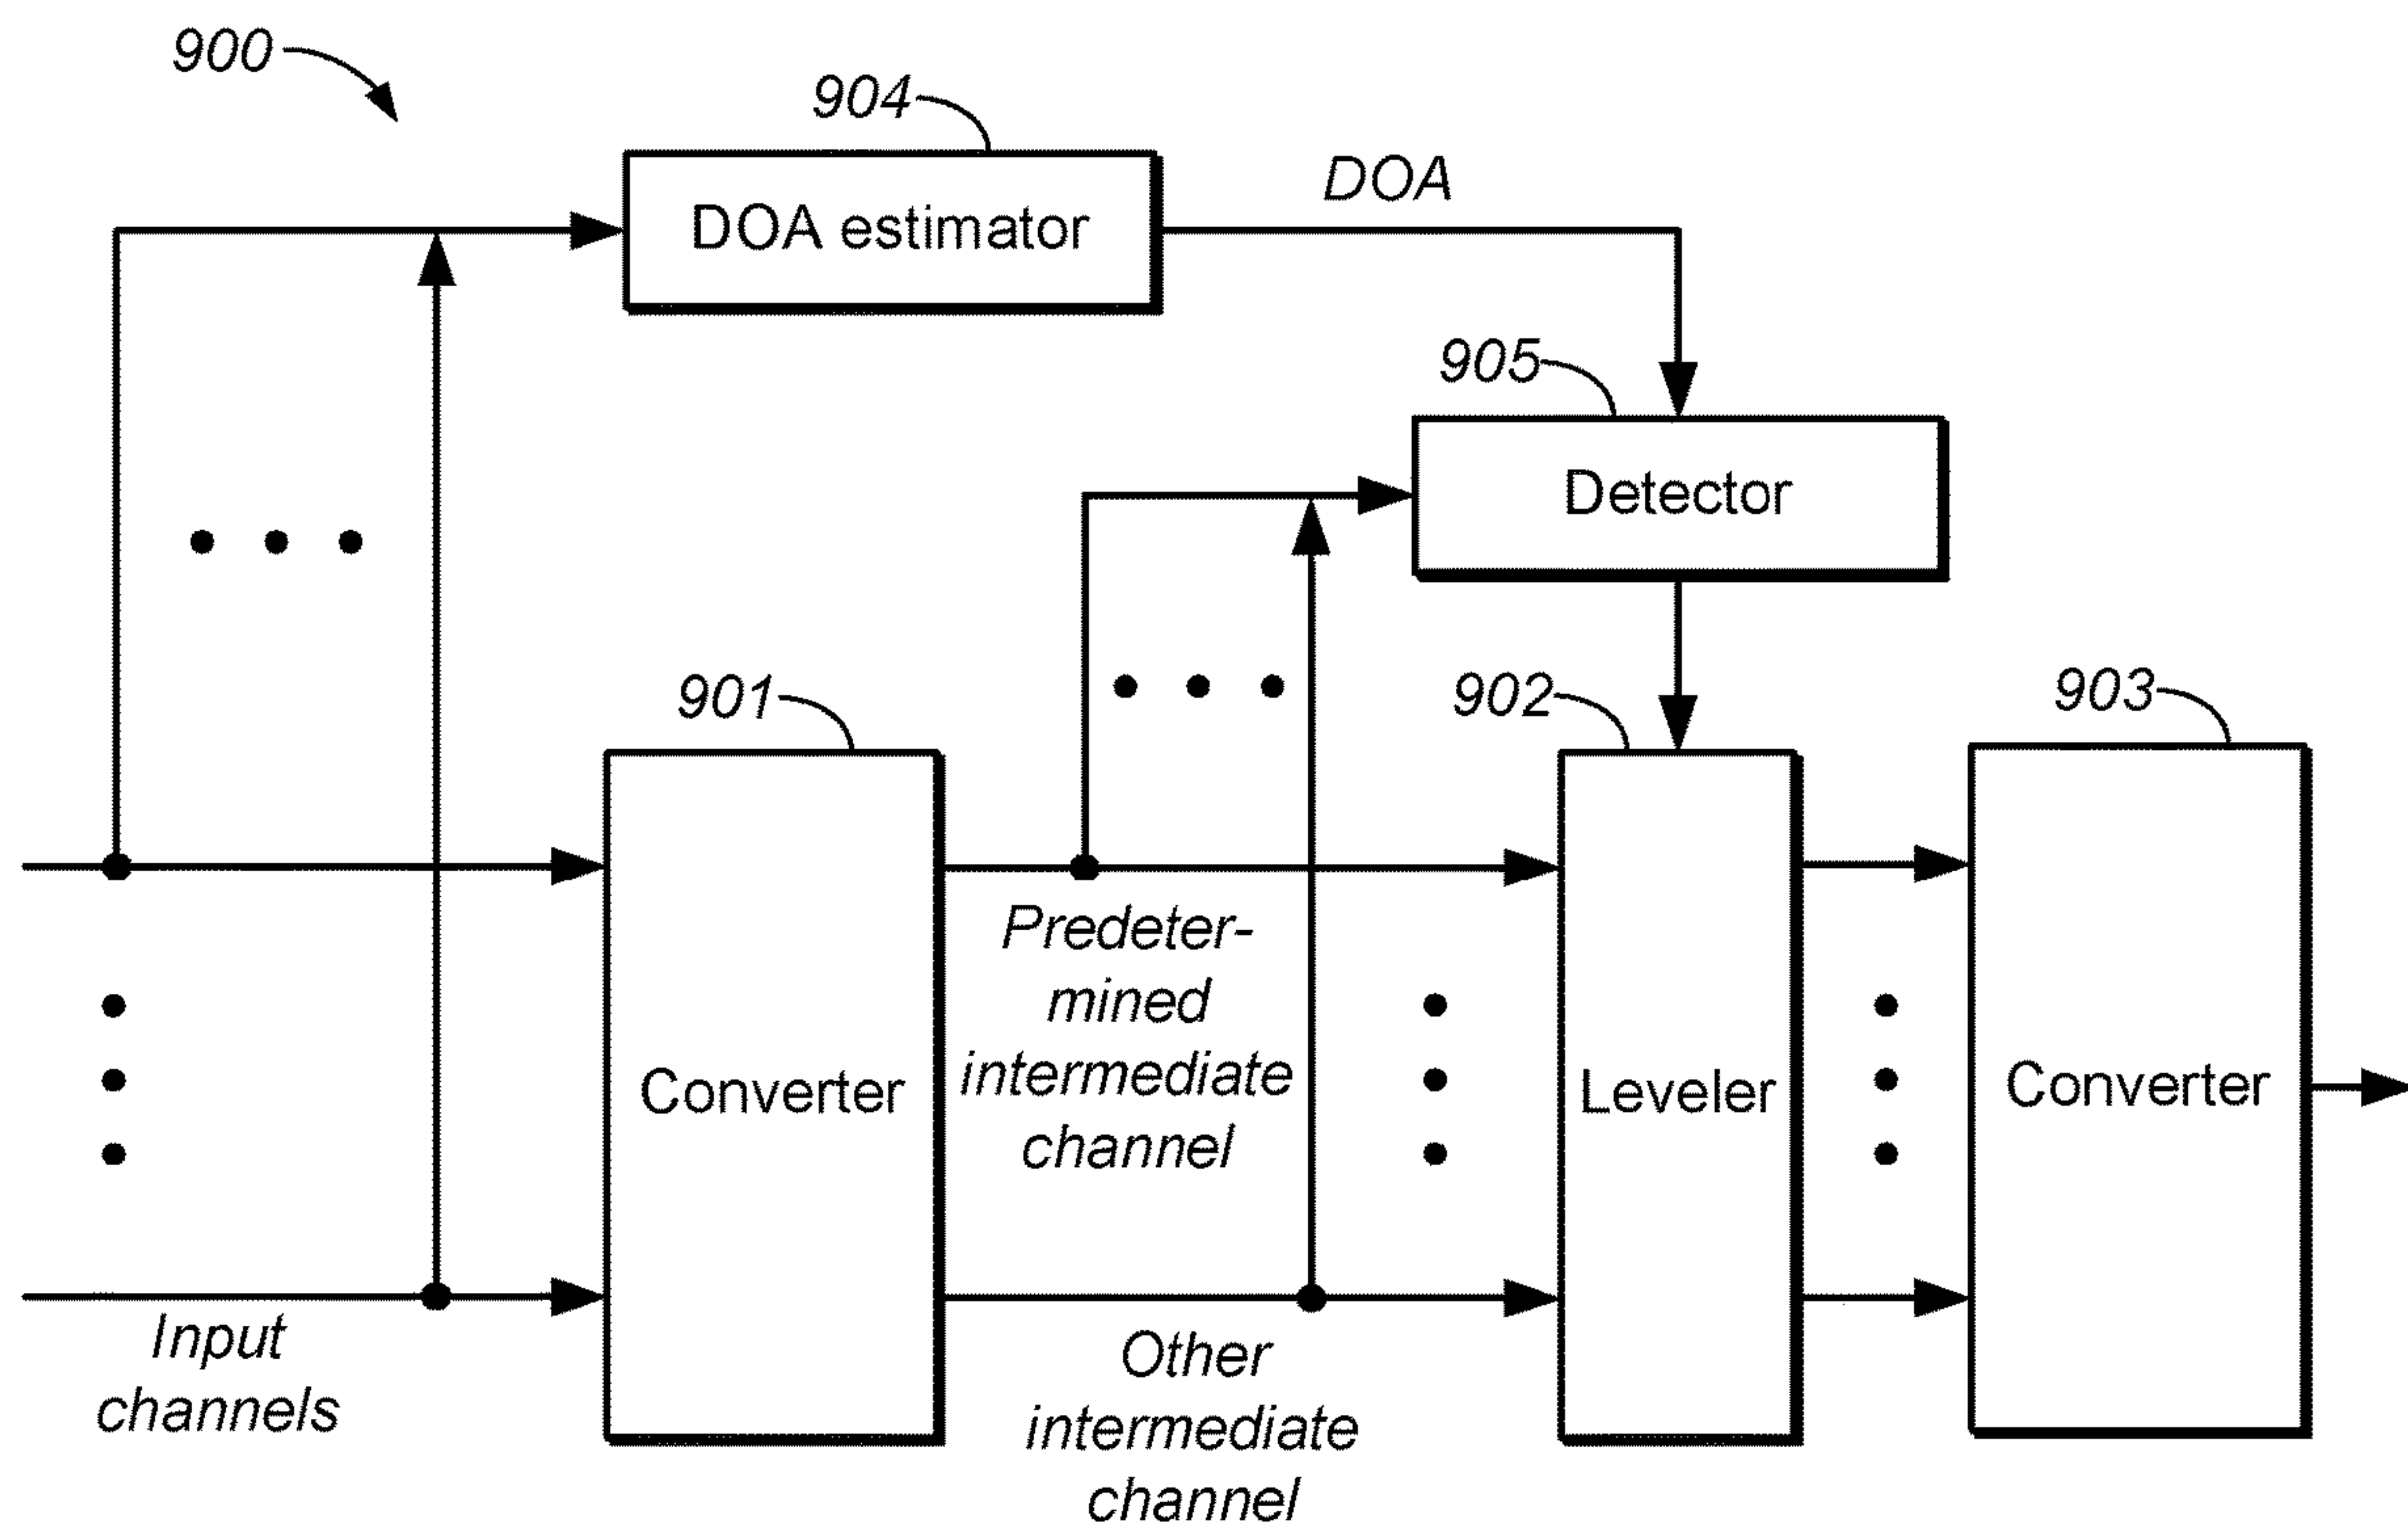 900
904
DOA estimator
DOA
905
Detector
901
902
903
Predeter-
mined
intermediate
channel
Converter
Leveler
Converter
Input
channels
Other
intermediate
channel